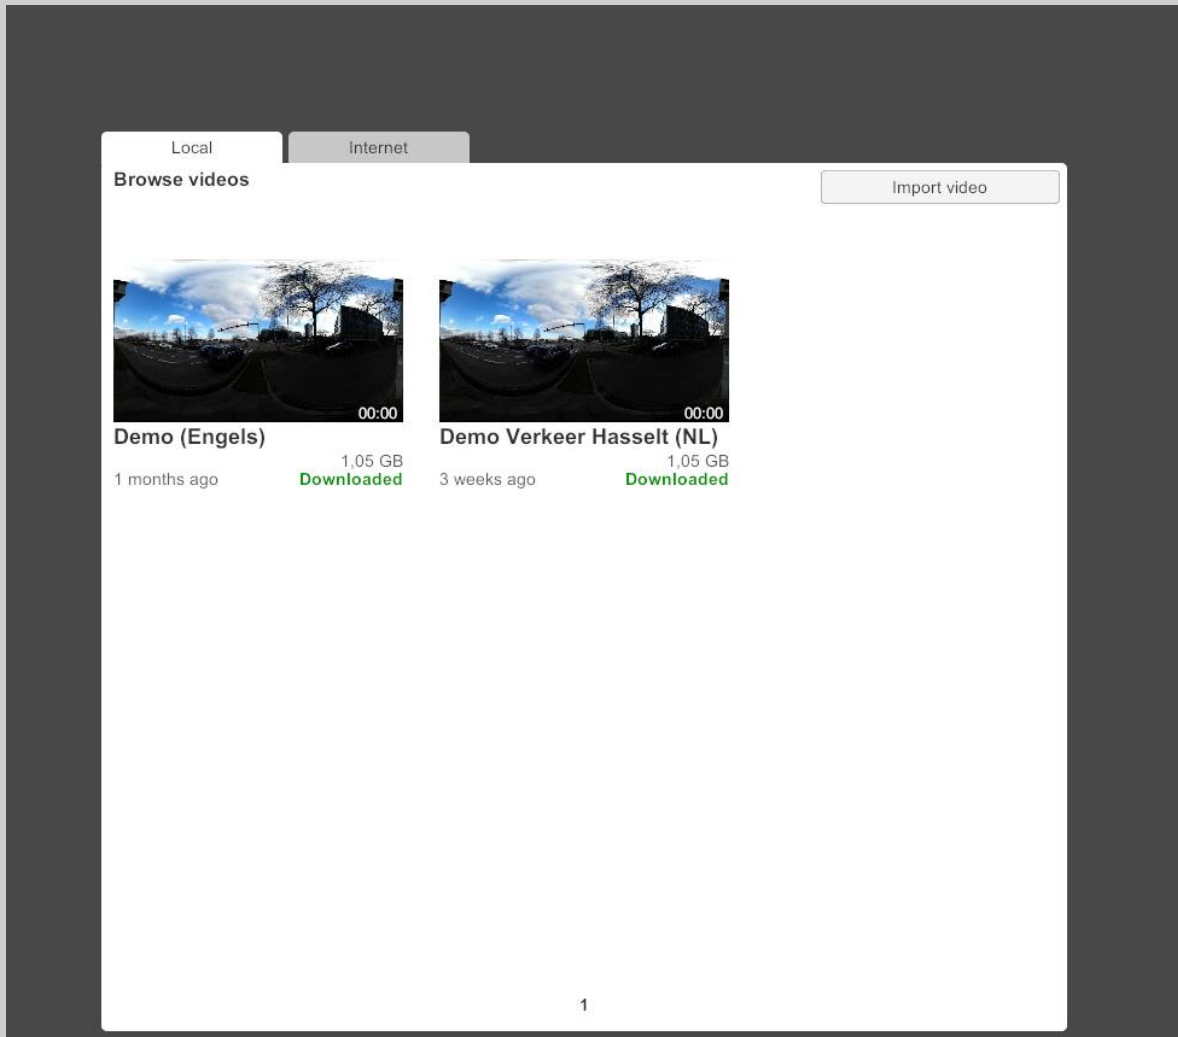 Local
Internet
Browse videos
Import video
00:00
00:00
Demo (Engels)
Demo Verkeer Hasselt (NL)
1,05 GB
1,05 GB
1 months ago
Downloaded
3 weeks ago
Downloaded
1